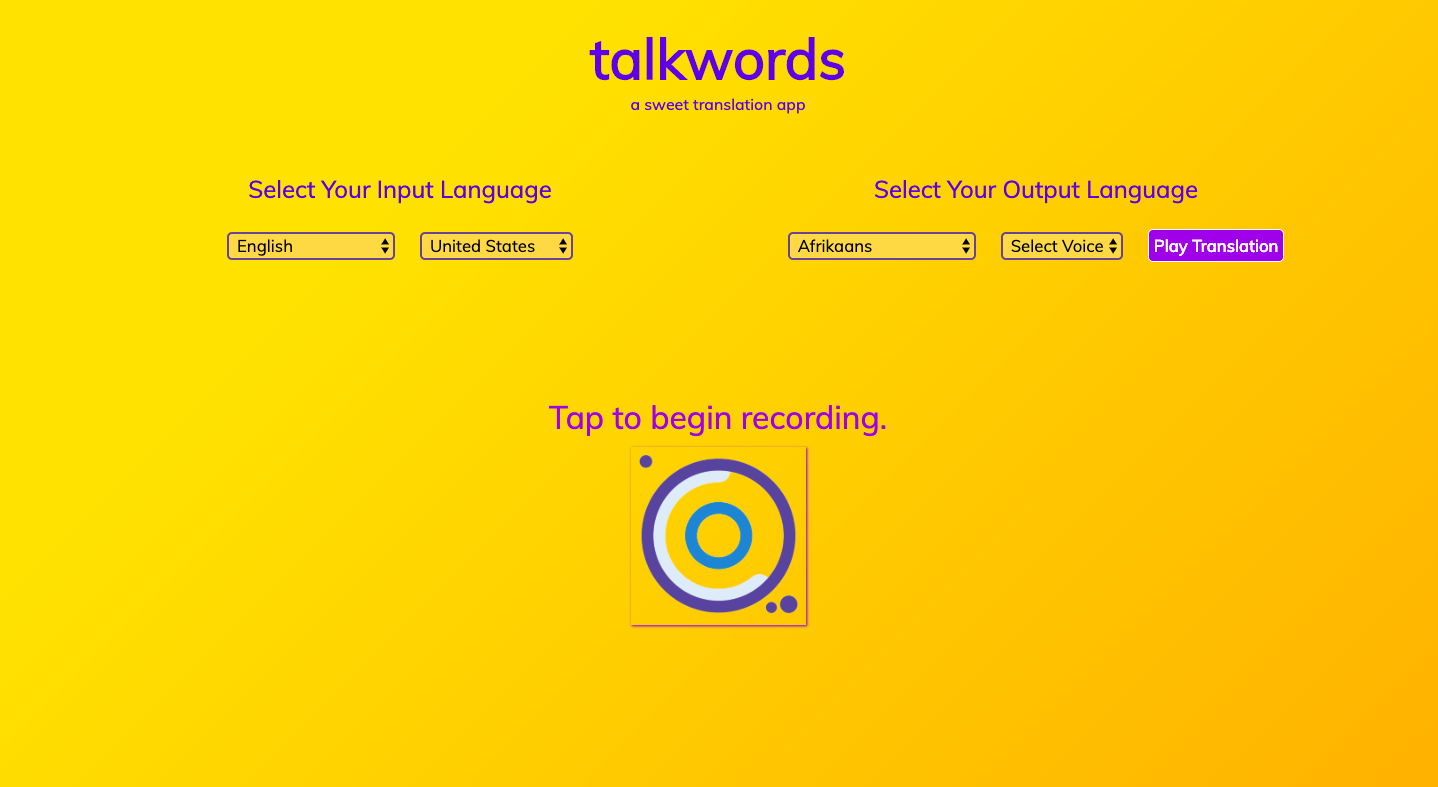 talkwords
a sweet translation app
Select Your Input Language
English
United States
Select Your Output Language
Afrikaans
Select Voice
Play Translation
Tap to begin recording.